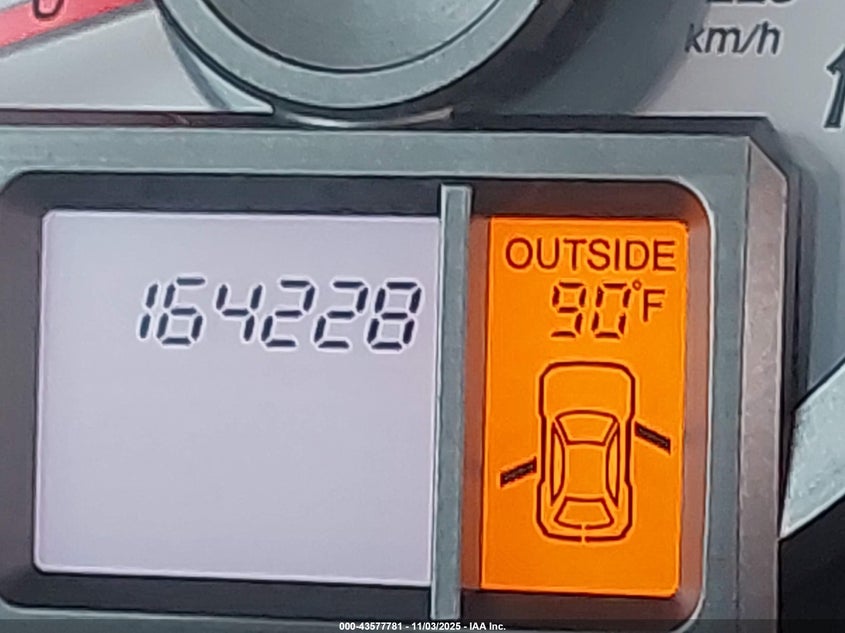 km/h
164228
OUTSIDE
90°F
000-43577781 - 11/03/2025 - IAA Inc.